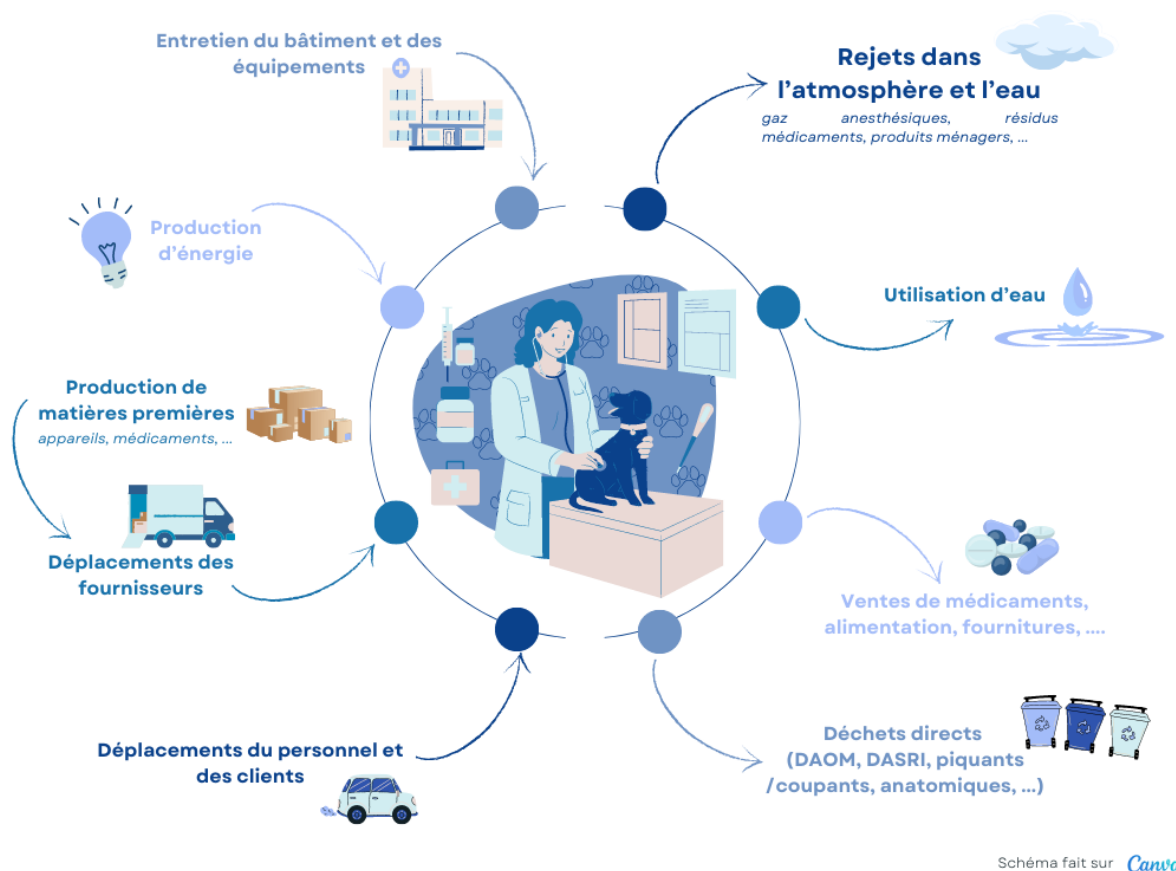 Entretien du bâtiment et des
équipements
Production
d'énergie
Production de
matières premières
appareils, médicaments, ...
Déplacements des
fournisseurs
Déplacements du personnel et
des clients
Rejets dans
l'atmosphère et l'eau
gaz anesthésiques, résidus
médicaments, produits ménagers, ...
Utilisation d'eau
Ventes de médicaments,
alimentation, fournitures, ....
Déchets directs
(DAOM, DASRI, piquants
/coupants, anatomiques, ...)
Schéma fait sur Canva